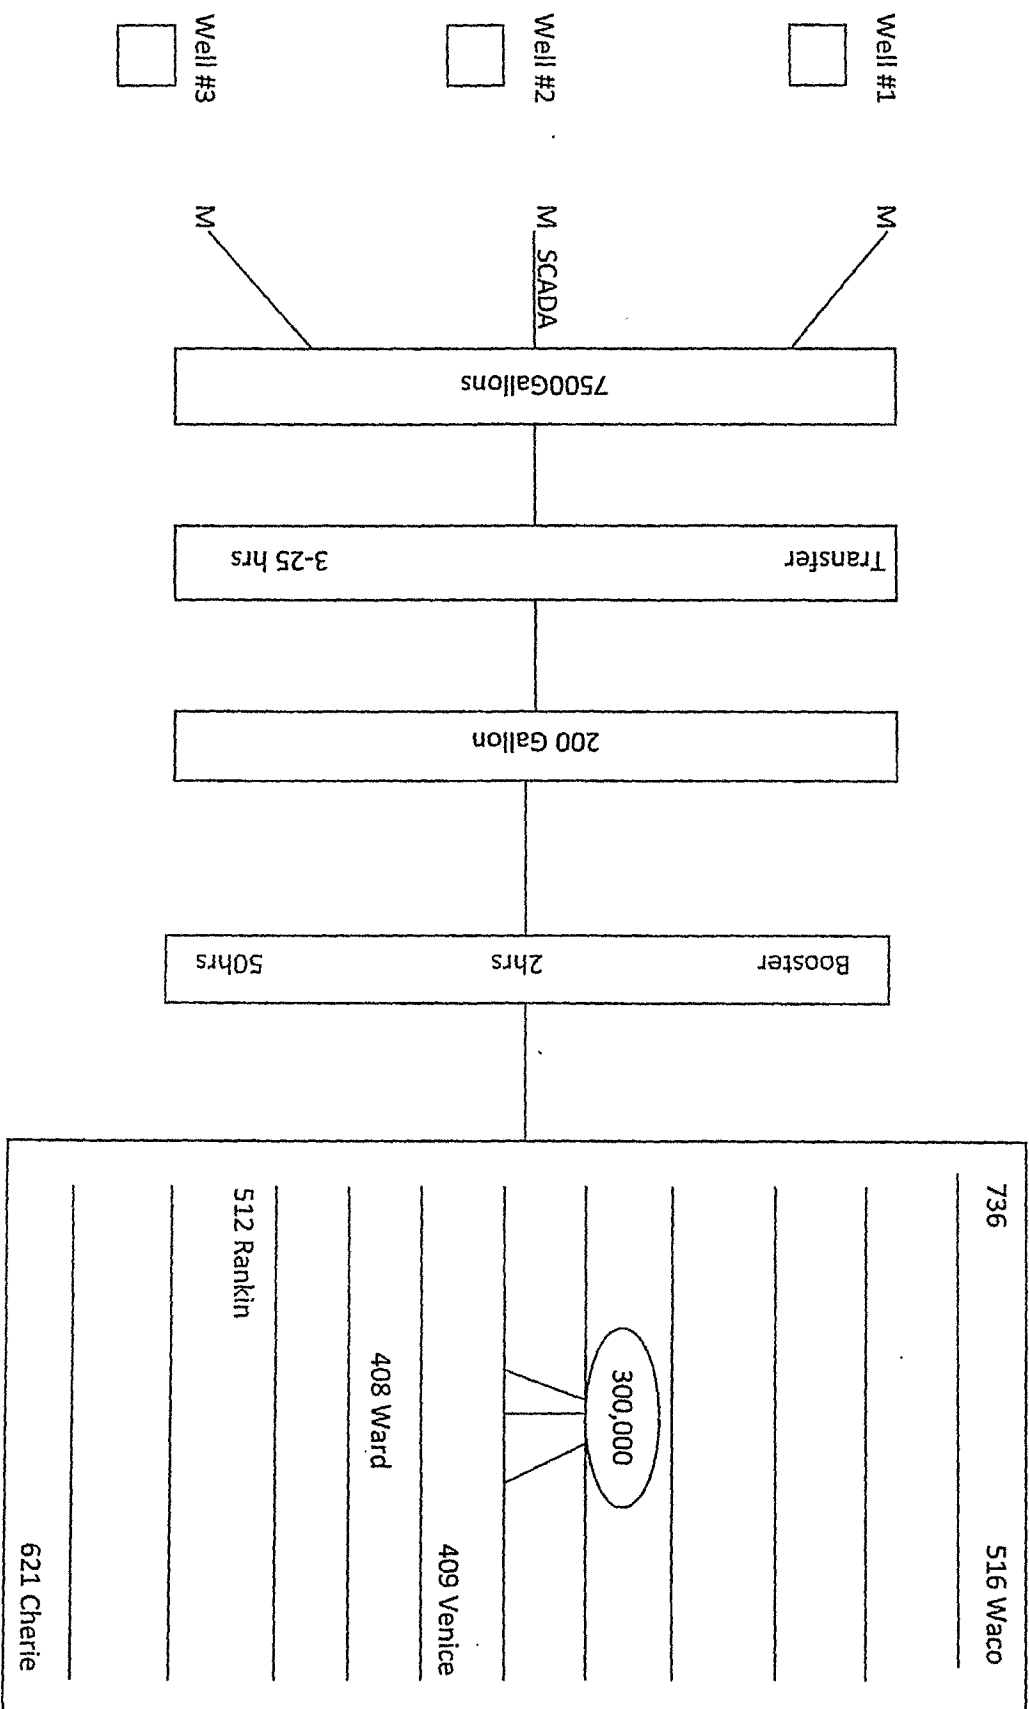 Well #1
Well #2
Well #3
M
M SCADA
M
7500Gallons
Transfer 3-25 hrs
200 Gallon
Booster 2hrs 50hrs
736 516 Waco
300,000
409 Venice
408 Ward
512 Rankin
621 Cherie